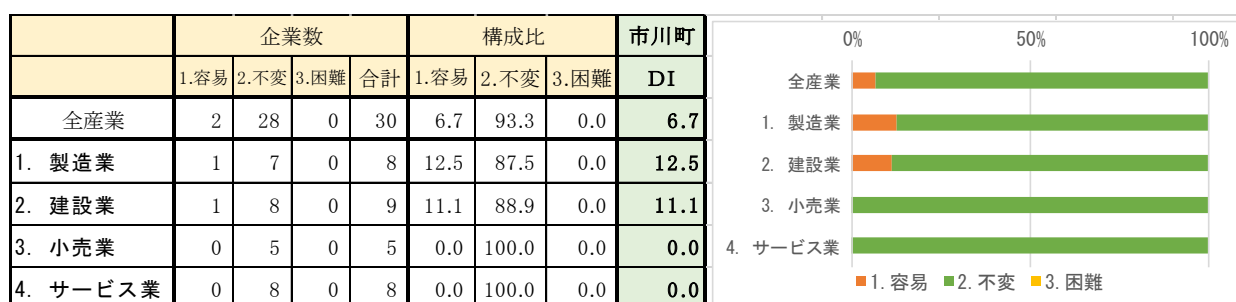 企業数 構成比 市川町
1.容易 2.不変 3.困難 合計 1.容易 2.不変 3.困難 DI
全産業 2 28 0 30 6.7 93.3 0.0 6.7
1. 製造業 1 7 0 8 12.5 87.5 0.0 12.5
2. 建設業 1 8 0 9 11.1 88.9 0.0 11.1
3. 小売業 0 5 0 5 0.0 100.0 0.0 0.0
4. サービス業 0 8 0 8 0.0 100.0 0.0 0.0
0% 50% 100%
全産業
1. 製造業
2. 建設業
3. 小売業
4. サービス業
1. 容易 2. 不変 3. 困難